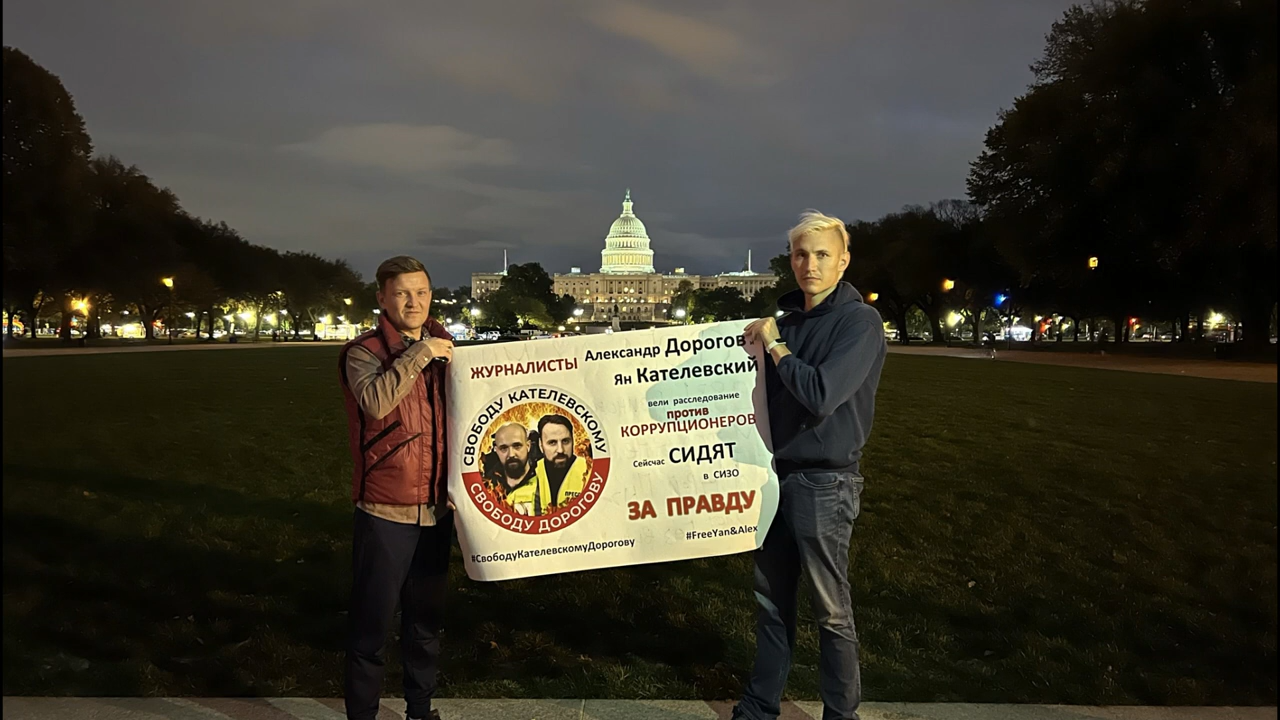 ЖУРНАЛИСТЫ Александр Дорогов
Ян Кателевский
вели расследование
против
КОРРУПЦИОНЕРОВ
Сейчас СИДЯТ
в СИЗО
ЗА ПРАВДУ
#FreeYan&Alex
СВОБОДУ КАТЕЛЕВСКОМУ
ПРЕСС
СВОБОДУ ДОРОГОВУ
#СвободуКателевскомуДорогову